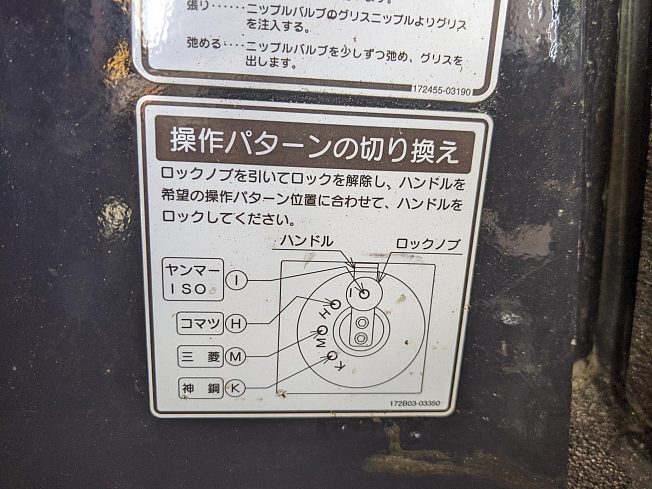 張り‥‥‥ニップルバルブのグリスニップルよりグリス
を注入する。
弛める‥‥ニップルバルブを少しずつ弛め、グリスを
出します。
172455-03190
操作パターンの切り換え
ロックノブを引いてロックを解除し、ハンドルを
希望の操作パターン位置に合わせて、ハンドルを
ロックしてください。
ハンドル ロックノブ
ヤンマー
ISO I
コマツ H
三菱 M
神鋼 K
I
H
M
K
172B03-03350